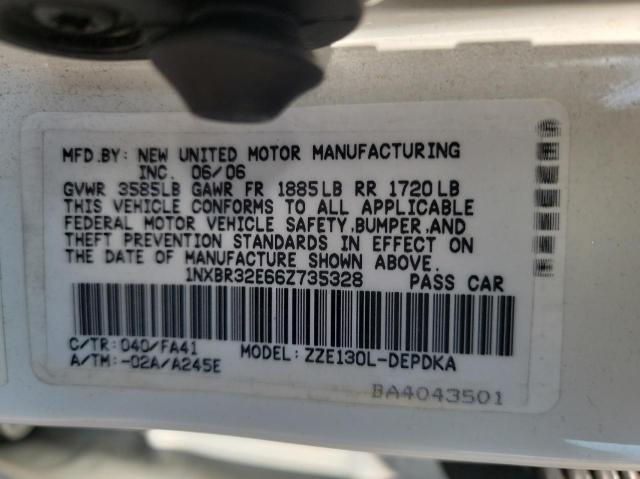 MFD.BY: NEW UNITED MOTOR MANUFACTURING
INC. 06/06
GVWR 3585LB GAWR FR 1885LB RR 1720LB
THIS VEHICLE CONFORMS TO ALL APPLICABLE
FEDERAL MOTOR VEHICLE SAFETY,BUMPER,AND
THEFT PREVENTION STANDARDS IN EFFECT ON
THE DATE OF MANUFACTURE SHOWN ABOVE.
1NXBR32E66Z735328 PASS CAR
C/TR:040/FA41 MODEL: ZZE130L-DEPDKA
A/TM:-02A/A245E
BA4043501